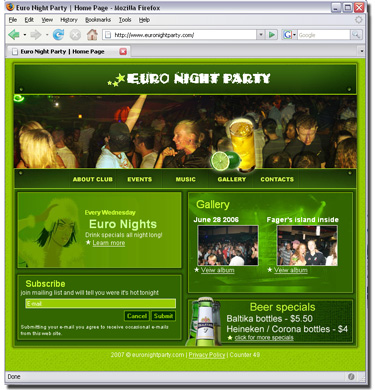 Euro Night Party | Home Page - Mozilla Firefox
File Edit View History Bookmarks Tools Help
http://www.euronightparty.com/
Google
Euro Night Party | Home Page
EURO NIGHT PARTY
ABOUT CLUB EVENTS MUSIC GALLERY CONTACTS
Every Wednesday
Euro Nights
Drink specials all night long!
Learn more
Gallery
June 28 2006 Fager's island inside
View album View album
Subscribe
join mailing list and will tell you were it's hot tonight
E-mail
Cancel Submit
Submitting your e-mail you agree to receive occasional e-mails
from this web site.
Beer specials
Baltika bottles - $5.50
Heineken / Corona bottles - $4
click for more specials
2007 © euronightparty.com | Privacy Policy | Counter 49
Done